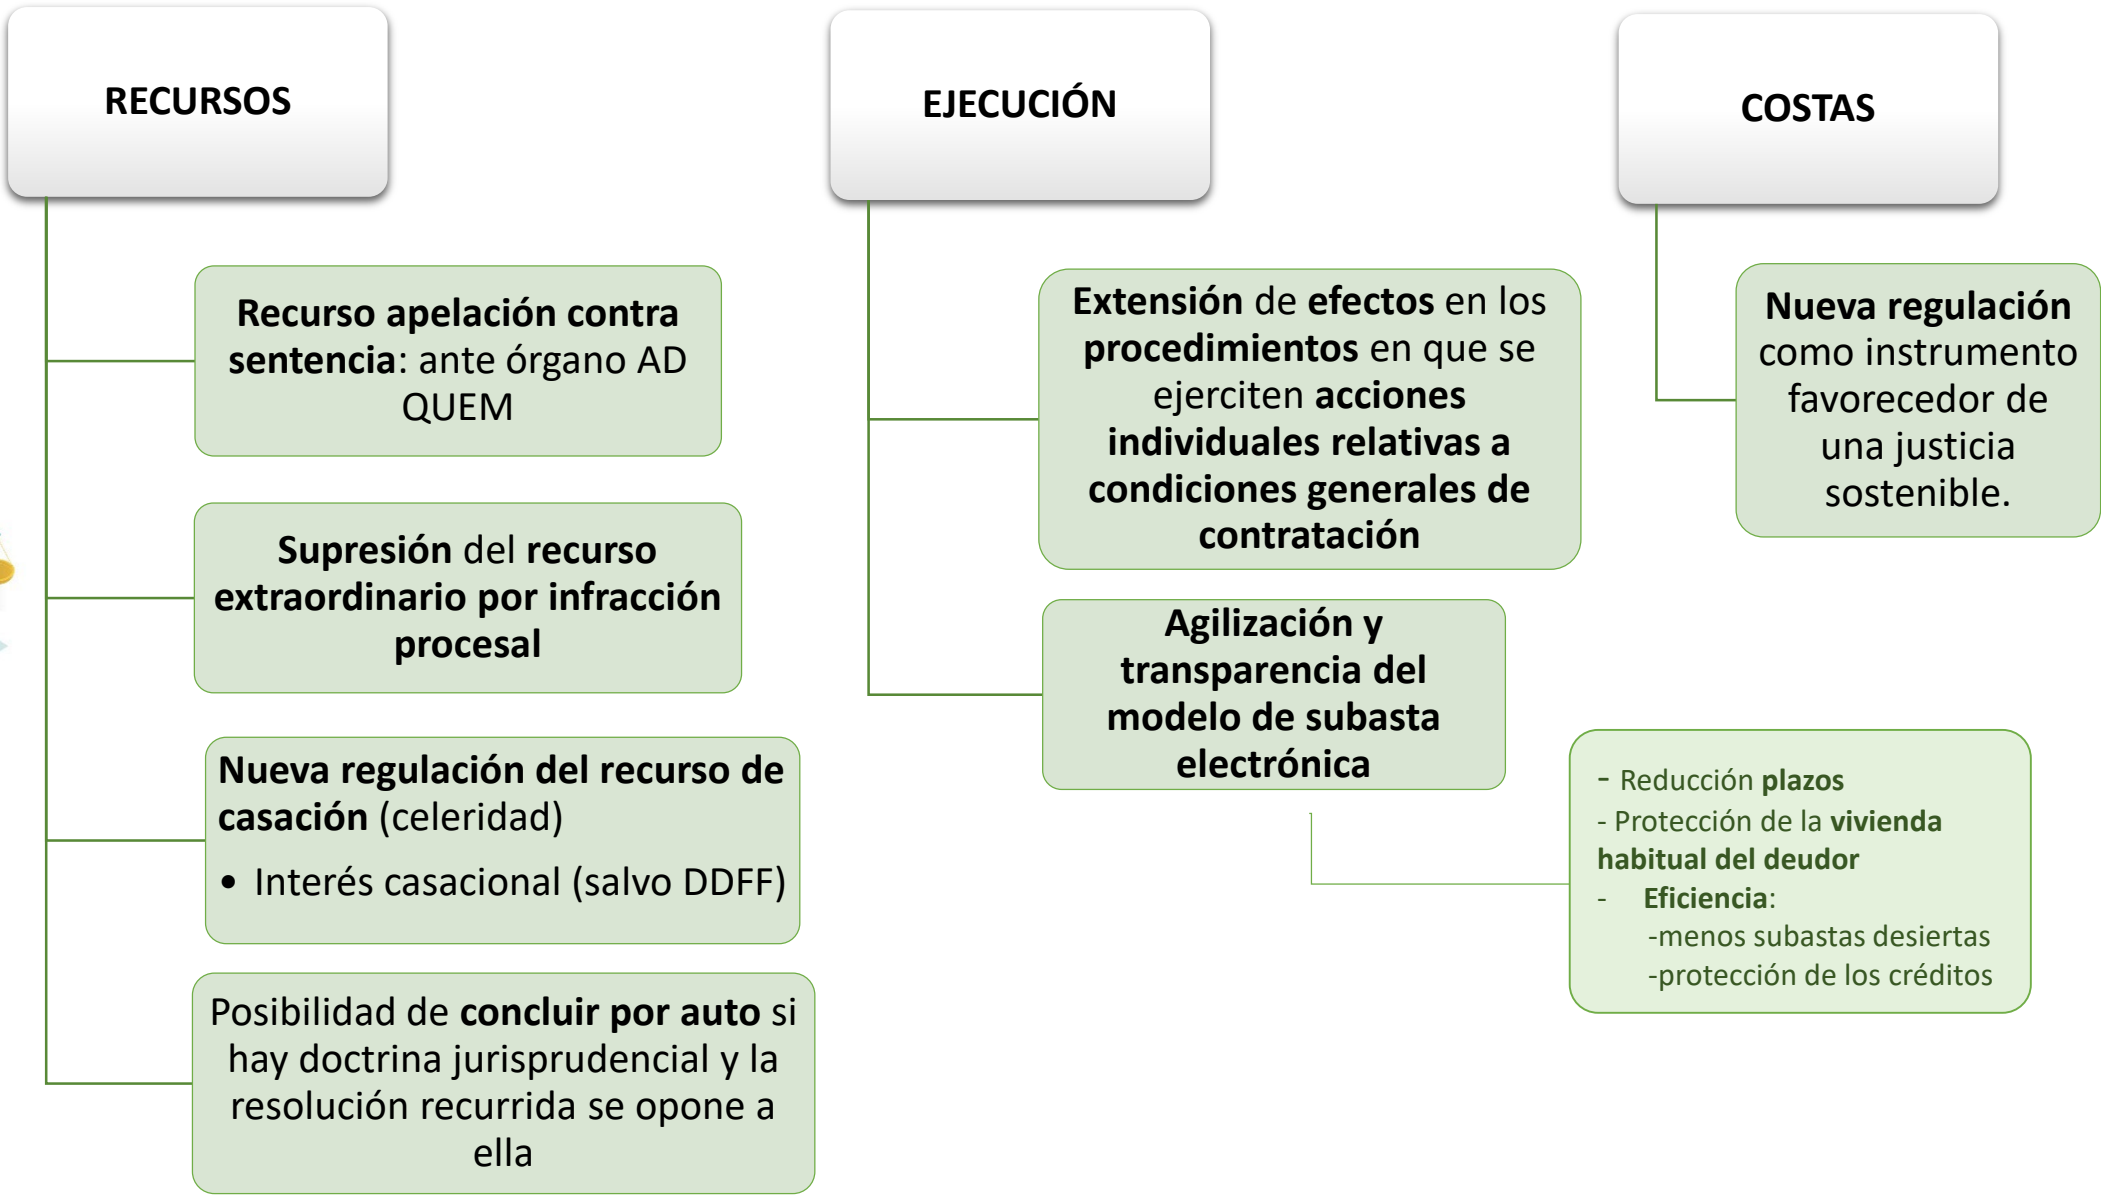 RECURSOS
Recurso apelación contra
sentencia: ante órgano AD
QUEM
Supresión del recurso
extraordinario por infracción
procesal
Nueva regulación del recurso de
casación (celeridad)
• Interés casacional (salvo DDFF)
Posibilidad de concluir por auto si
hay doctrina jurisprudencial y la
resolución recurrida se opone a
ella
EJECUCIÓN
Extensión de efectos en los
procedimientos en que se
ejerciten acciones
individuales relativas a
condiciones generales de
contratación
Agilización y
transparencia del
modelo de subasta
electrónica
- Reducción plazos
- Protección de la vivienda
habitual del deudor
- Eficiencia:
-menos subastas desiertas
-protección de los créditos
COSTAS
Nueva regulación
como instrumento
favorecedor de
una justicia
sostenible.